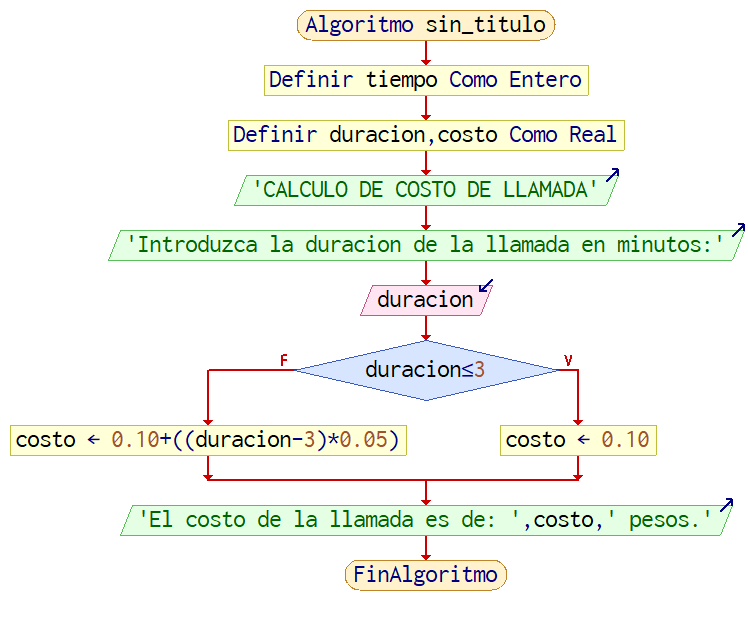 Algoritmo sin_titulo
Definir tiempo Como Entero
Definir duracion,costo Como Real
'CALCULO DE COSTO DE LLAMADA'
'Introduzca la duracion de la llamada en minutos:'
duracion
F
V
duracion≤3
costo ← 0.10+((duracion-3)*0.05)
costo ← 0.10
'El costo de la llamada es de: ',costo,' pesos.'
FinAlgoritmo